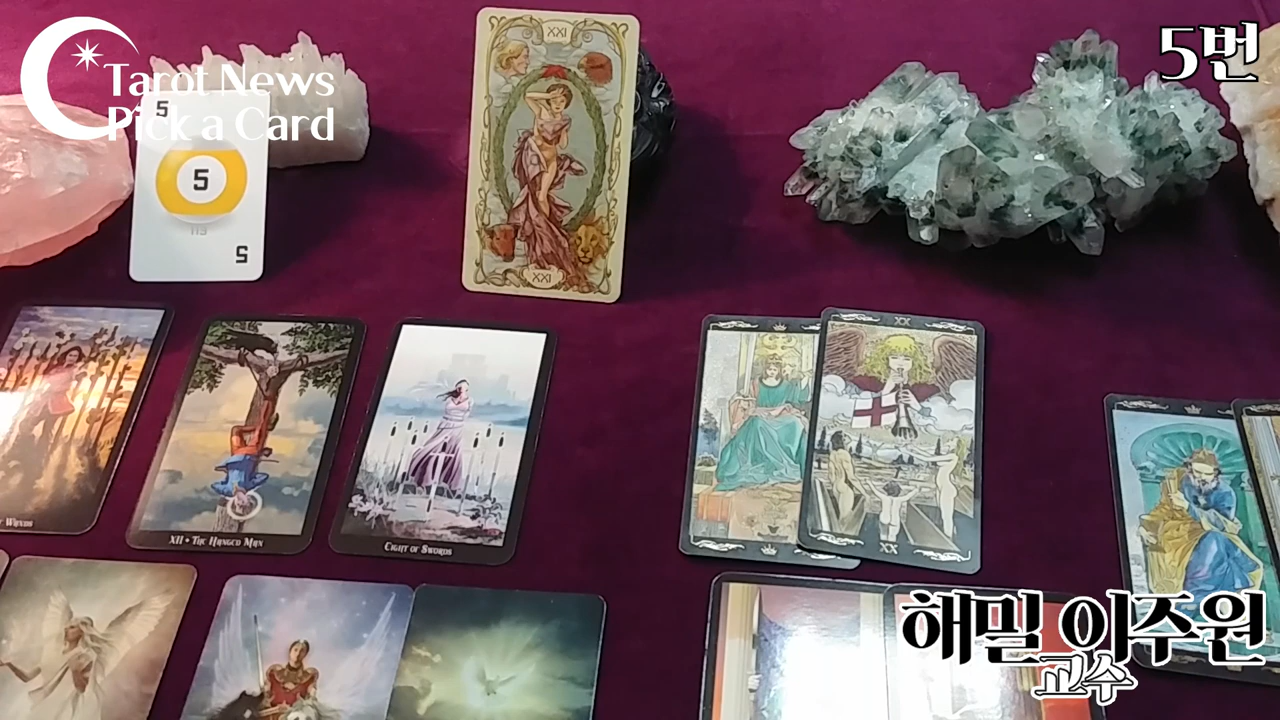 Tarot News
Pick a Card
5번
5
5
5
XXI
XXI
XII • The Hanged Man
Eight of Swords
Wands
XX
XX
해밀 이주원
교수